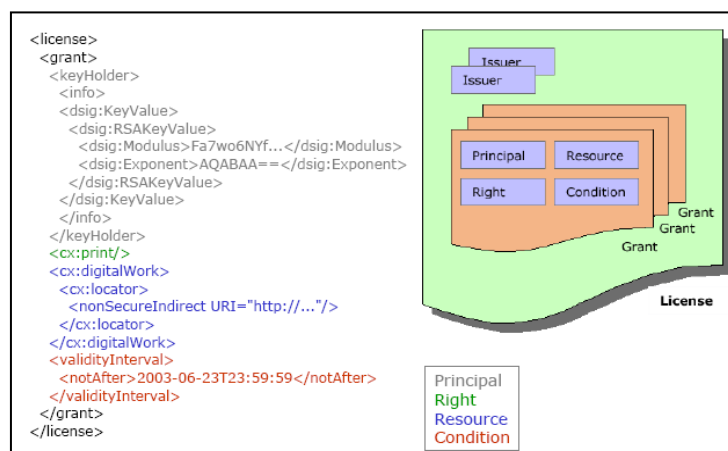 <license>
<grant>
<keyHolder>
<info>
<dsig:KeyValue>
<dsig:RSAKeyValue>
<dsig:Modulus>Fa7wo6NYf...</dsig:Modulus>
<dsig:Exponent>AQABAA==</dsig:Exponent>
</dsig:RSAKeyValue>
</dsig:KeyValue>
</info>
</keyHolder>
<cx:print/>
<cx:digitalWork>
<cx:locator>
<nonSecureIndirect URI="http://..."/>
</cx:locator>
</cx:digitalWork>
<validityInterval>
<notAfter>2003-06-23T23:59:59</notAfter>
</validityInterval>
</grant>
</license>
Issuer
Issuer
Principal
Resource
Right
Condition
Grant
Grant
Grant
License
Principal
Right
Resource
Condition